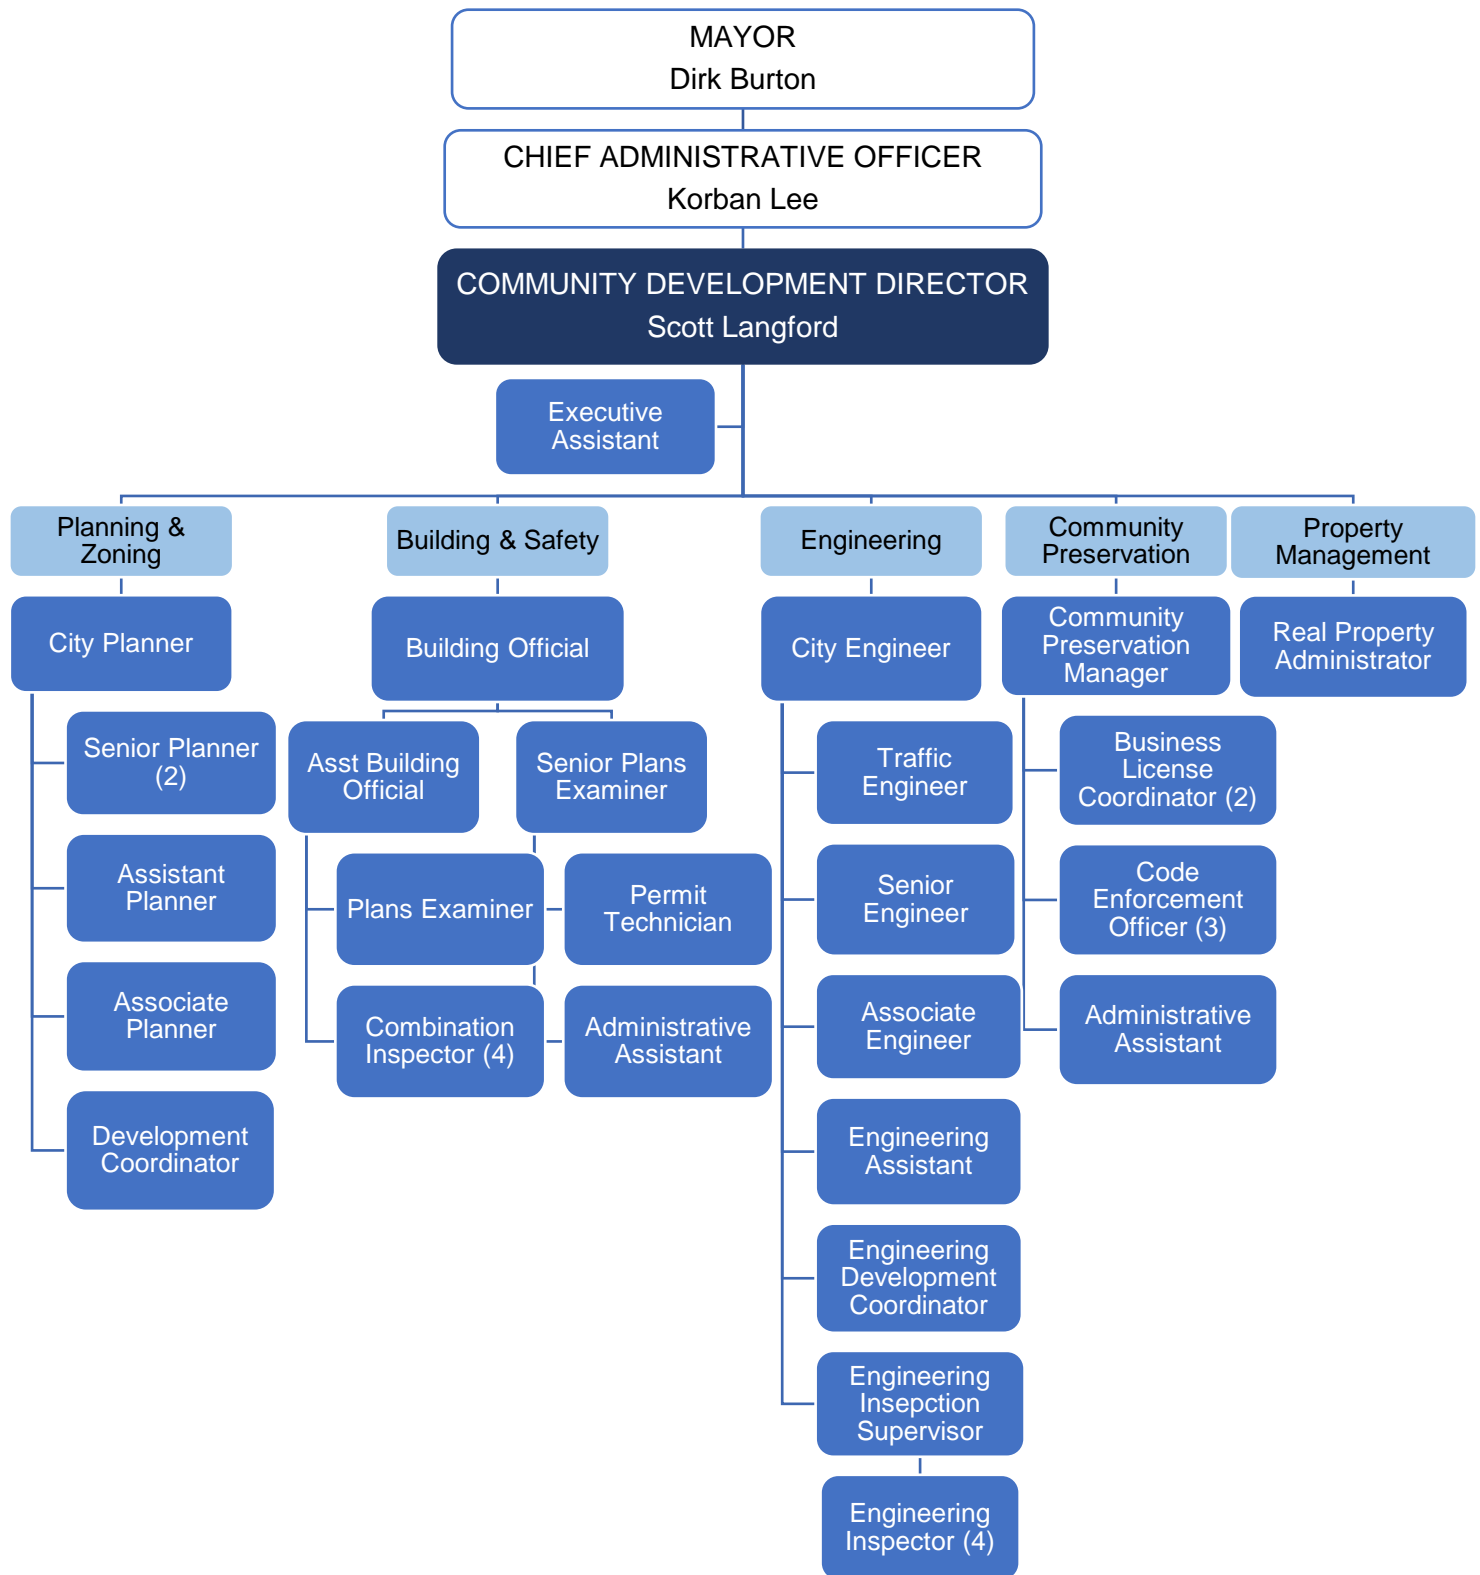 MAYOR
Dirk Burton
CHIEF ADMINISTRATIVE OFFICER
Korban Lee
COMMUNITY DEVELOPMENT DIRECTOR
Scott Langford
Executive
Assistant
Planning &
Zoning
City Planner
Senior Planner
(2)
Assistant
Planner
Associate
Planner
Development
Coordinator
Building & Safety
Building Official
Asst Building
Official
Plans Examiner
Combination
Inspector (4)
Senior Plans
Examiner
Permit
Technician
Administrative
Assistant
Engineering
City Engineer
Traffic
Engineer
Senior
Engineer
Associate
Engineer
Engineering
Assistant
Engineering
Development
Coordinator
Engineering
Insepction
Supervisor
Engineering
Inspector (4)
Community
Preservation
Community
Preservation
Manager
Business
License
Coordinator (2)
Code
Enforcement
Officer (3)
Administrative
Assistant
Property
Management
Real Property
Administrator